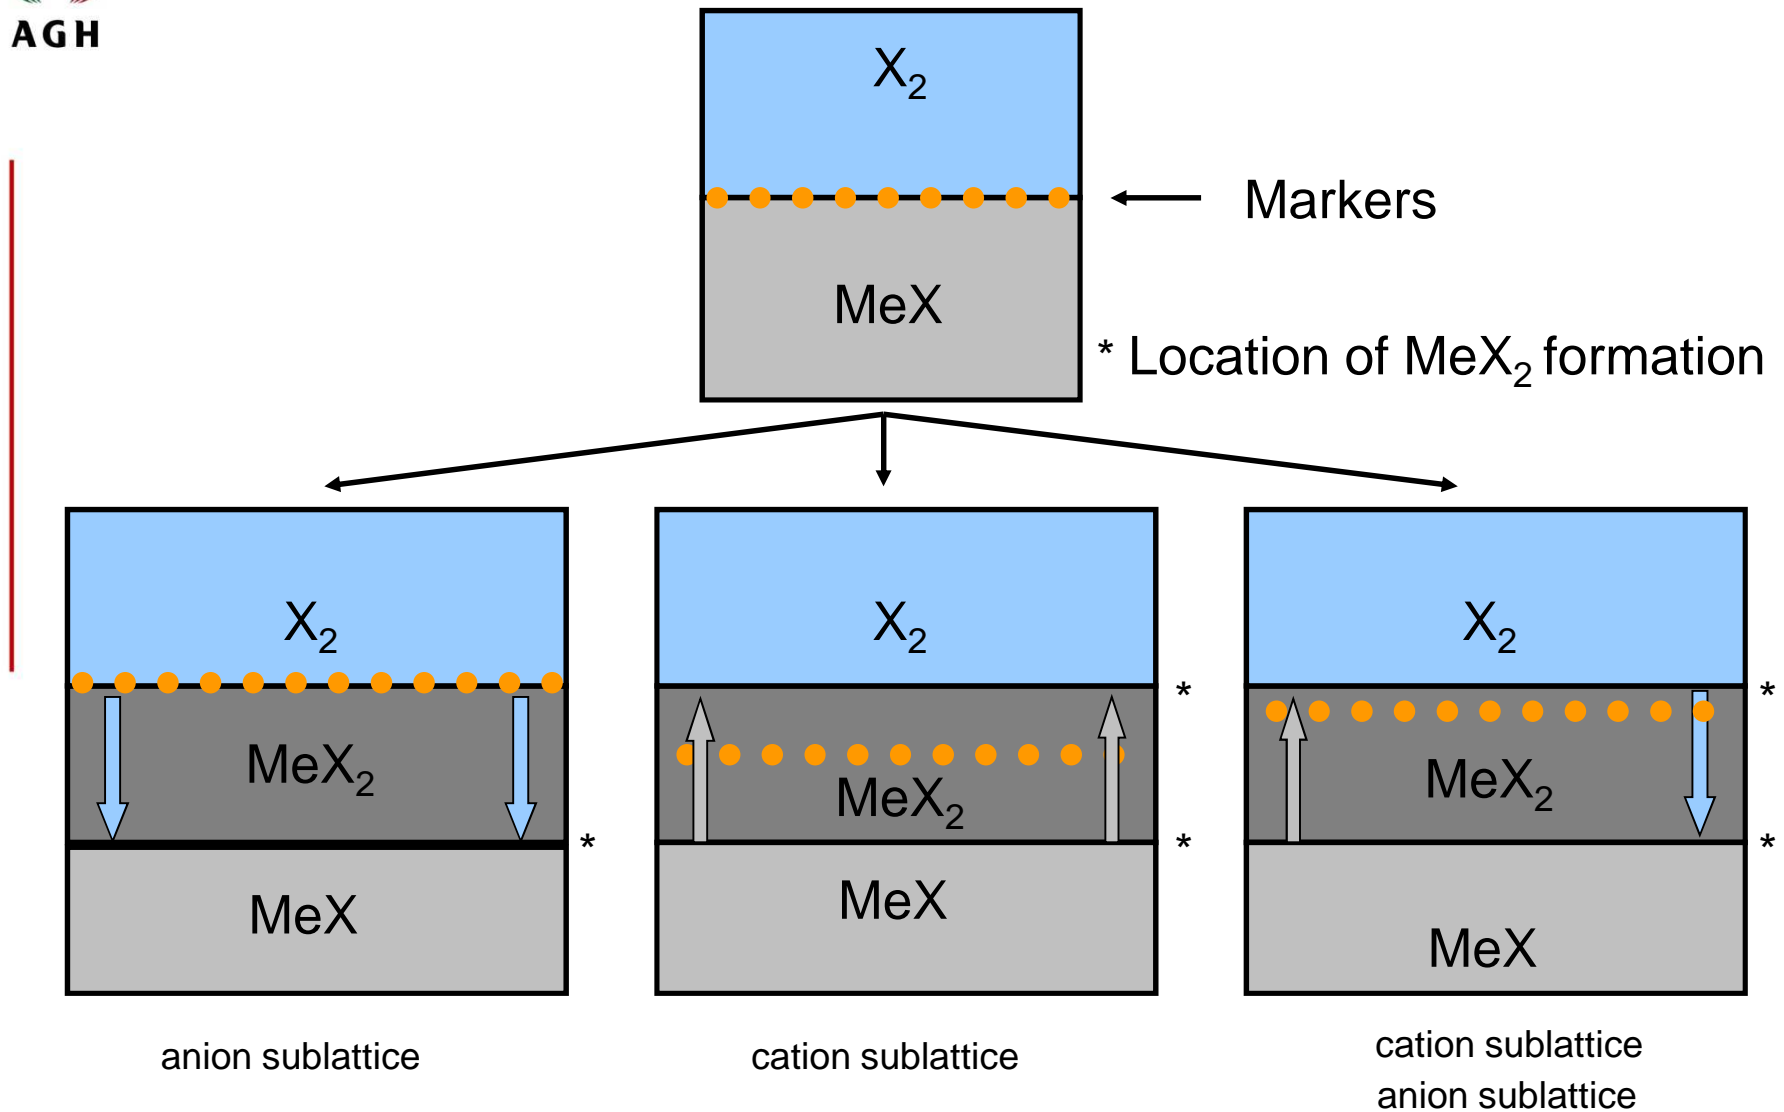 AGH
X₂
Markers
MeX
* Location of MeX₂ formation
X₂
X₂
X₂
*
*
MeX₂
MeX₂
MeX₂
*
*
*
MeX
MeX
MeX
anion sublattice
cation sublattice
cation sublattice
anion sublattice